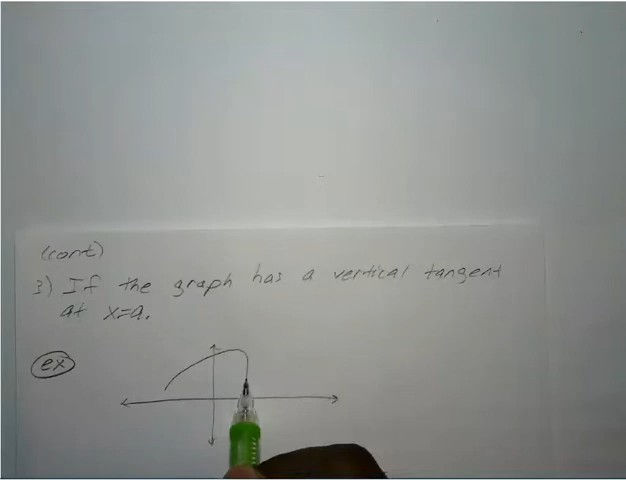 (cont)
3) If the graph has a vertical tangent
at x=a.
ex